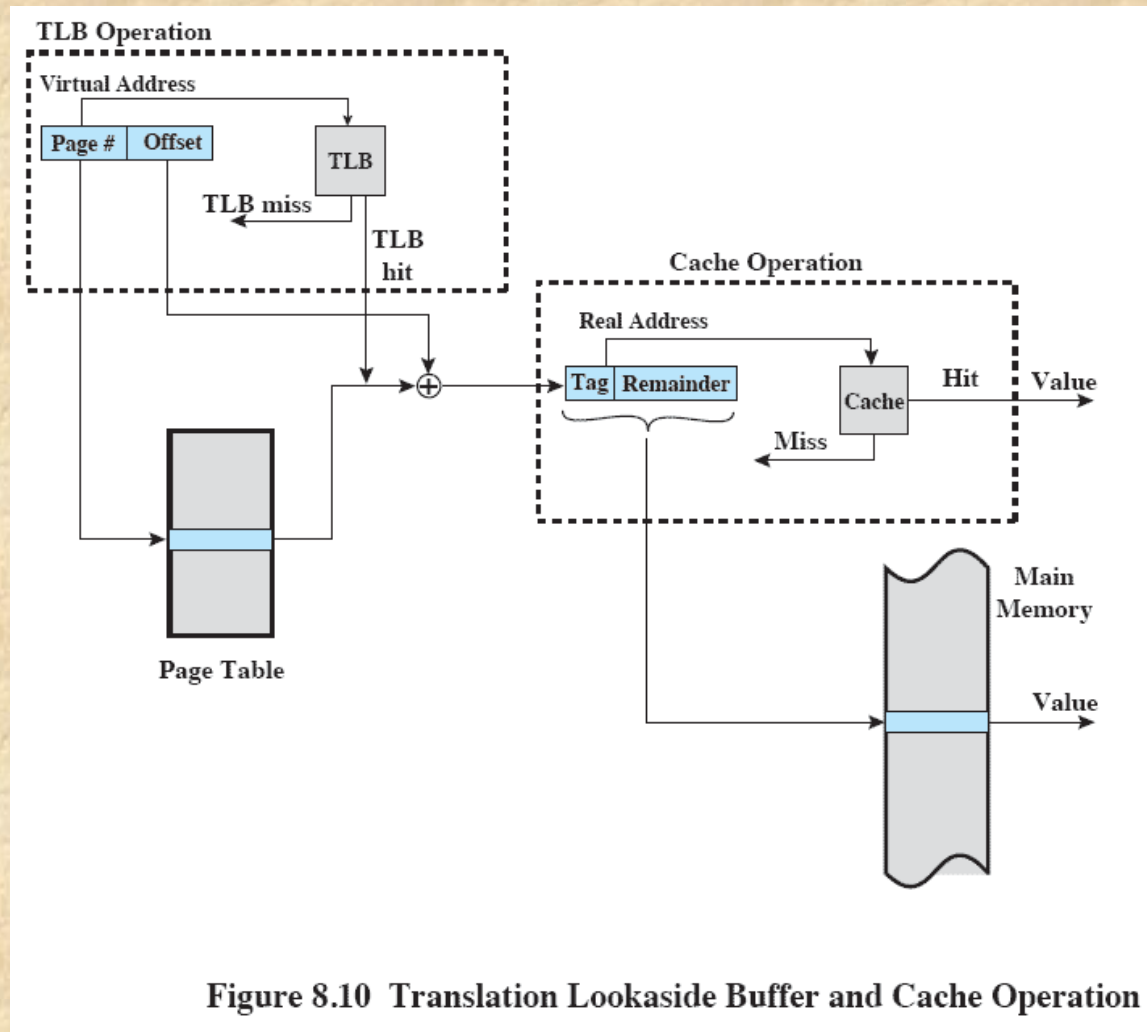 TLB Operation
Virtual Address
Page # Offset
TLB
TLB miss
TLB
hit
Cache Operation
Real Address
Tag Remainder
Cache
Hit
Value
Miss
Page Table
Main
Memory
Value
Figure 8.10 Translation Lookaside Buffer and Cache Operation